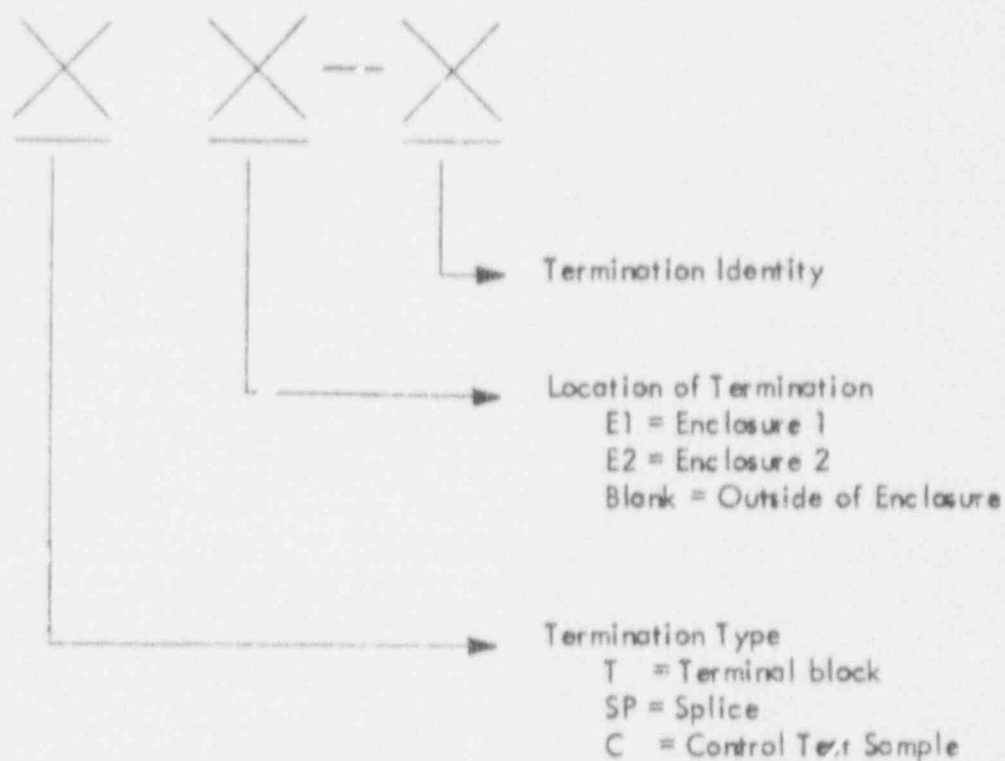 X X -- X
Termination Identity
Location of Termination
E1 = Enclosure 1
E2 = Enclosure 2
Blank = Outside of Enclosure
Termination Type
T = Terminal block
SP = Splice
C = Control Test Sample